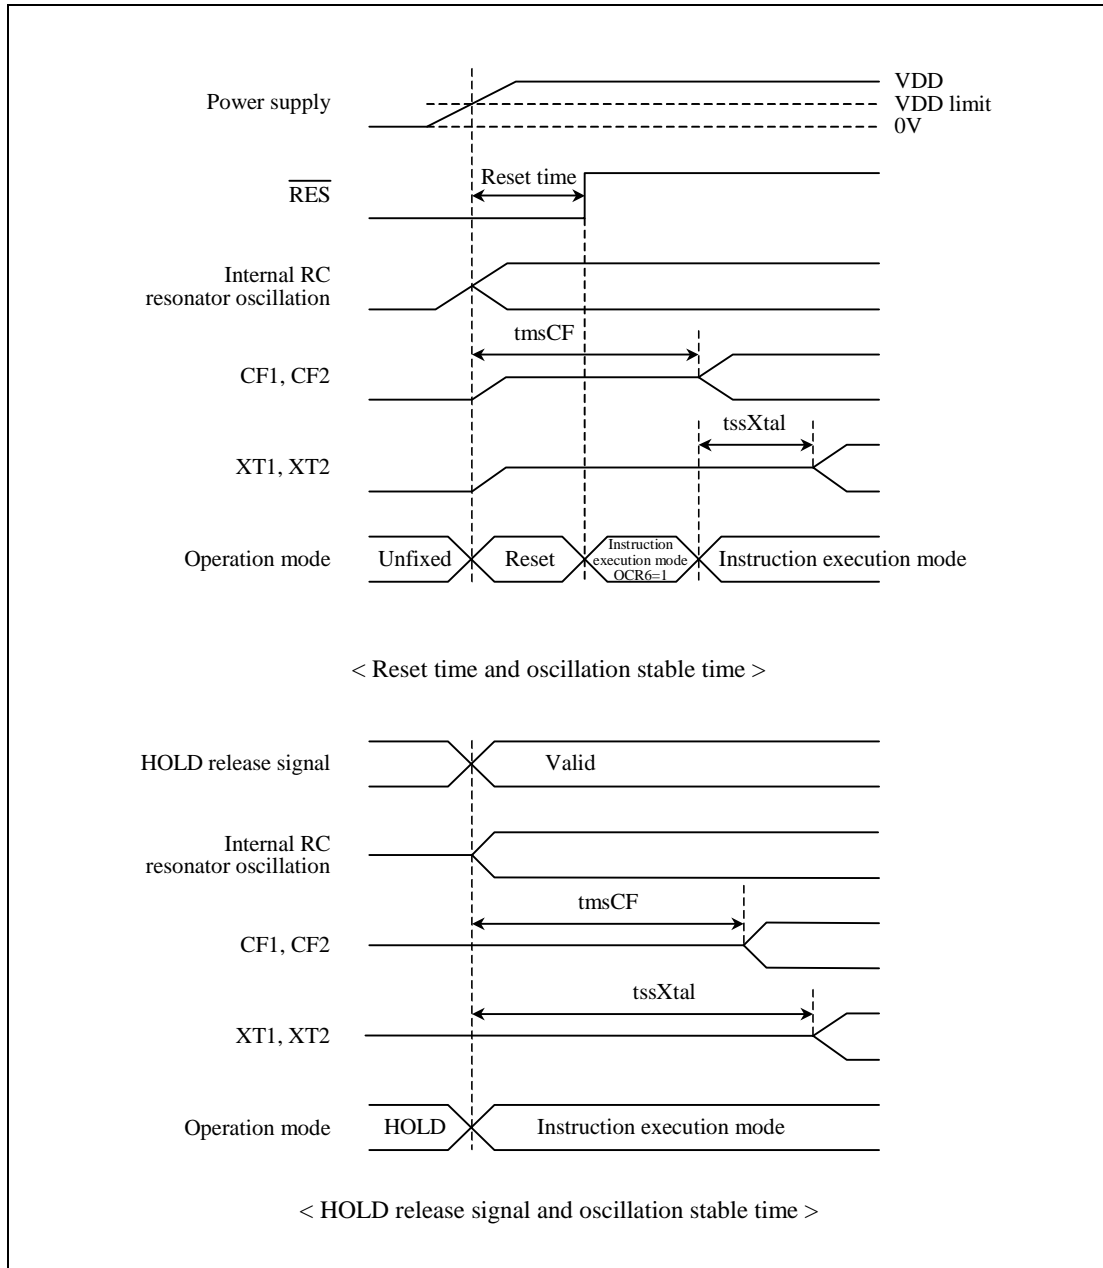 Power supply
VDD
VDD limit
0V
RES
Reset time
Internal RC
resonator oscillation
tmsCF
CF1, CF2
tssXtal
XT1, XT2
Operation mode
Unfixed
Reset
Instruction
execution mode
OCR6=1
Instruction execution mode
< Reset time and oscillation stable time >
HOLD release signal
Valid
Internal RC
resonator oscillation
tmsCF
CF1, CF2
tssXtal
XT1, XT2
Operation mode
HOLD
Instruction execution mode
< HOLD release signal and oscillation stable time >